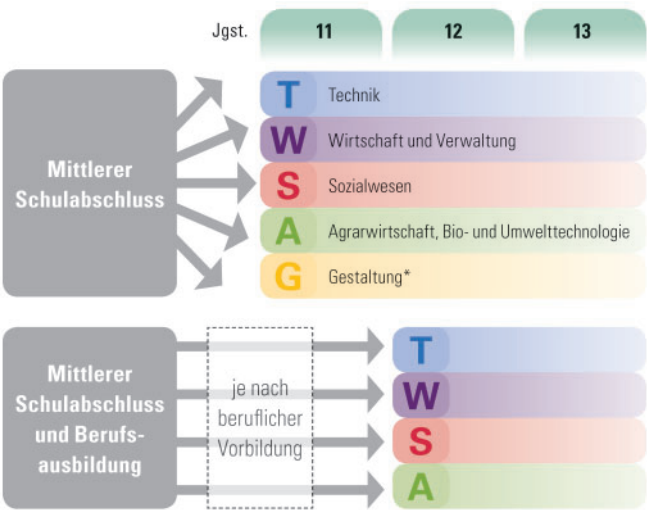 Jgst. 11 12 13
Mittlerer
Schulabschluss
T Technik
W Wirtschaft und Verwaltung
S Sozialwesen
A Agrarwirtschaft, Bio- und Umwelttechnologie
G Gestaltung*
Mittlerer
Schulabschluss
und Berufs-
ausbildung
je nach
beruflicher
Vorbildung
T
W
S
A